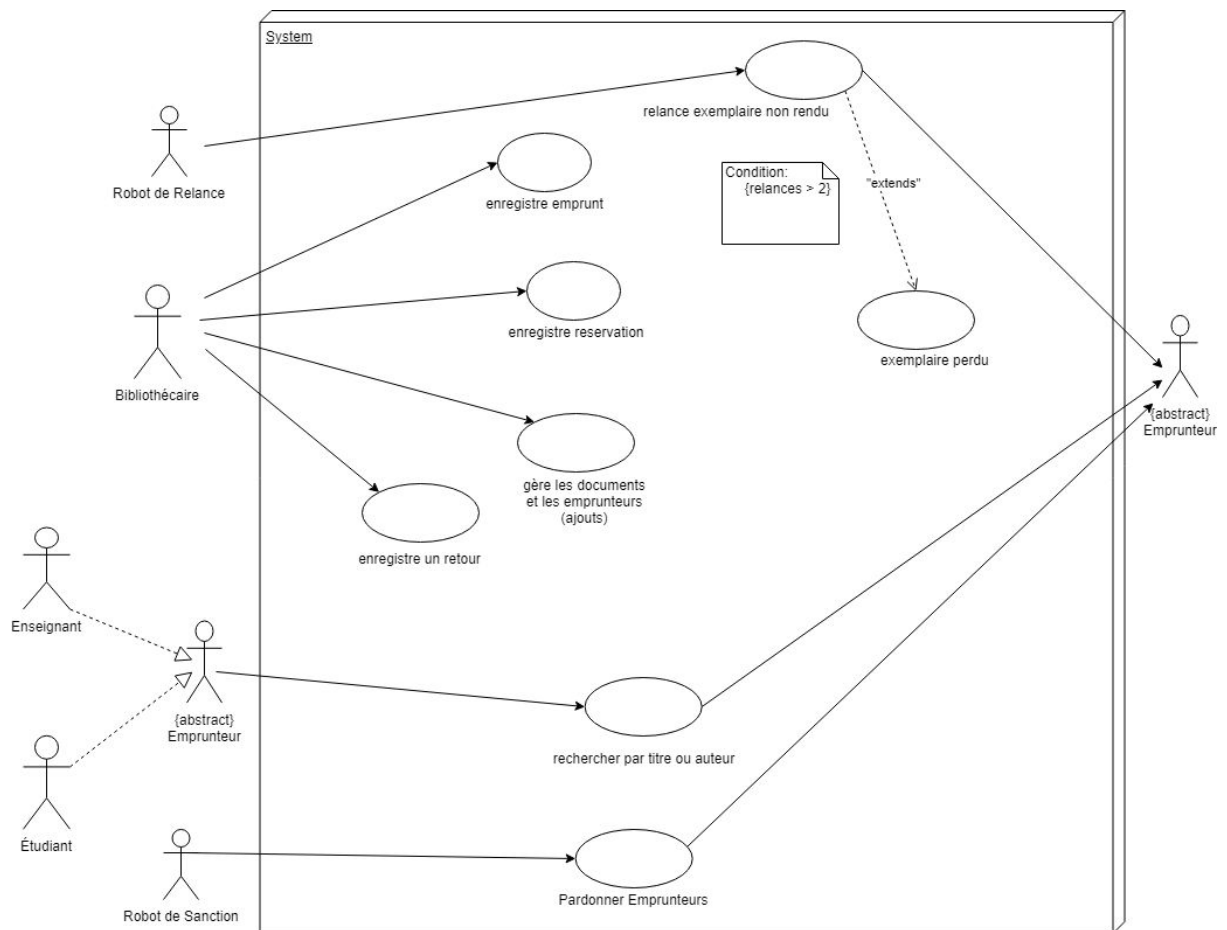 System
relance exemplaire non rendu
Robot de Relance
Condition:
{relances > 2}
"extends"
enregistre emprunt
enregistre reservation
exemplaire perdu
Bibliothécaire
{abstract}
Emprunteur
gère les documents
et les emprunteurs
(ajouts)
enregistre un retour
Enseignant
{abstract}
Emprunteur
rechercher par titre ou auteur
Étudiant
Robot de Sanction
Pardonner Emprunteurs